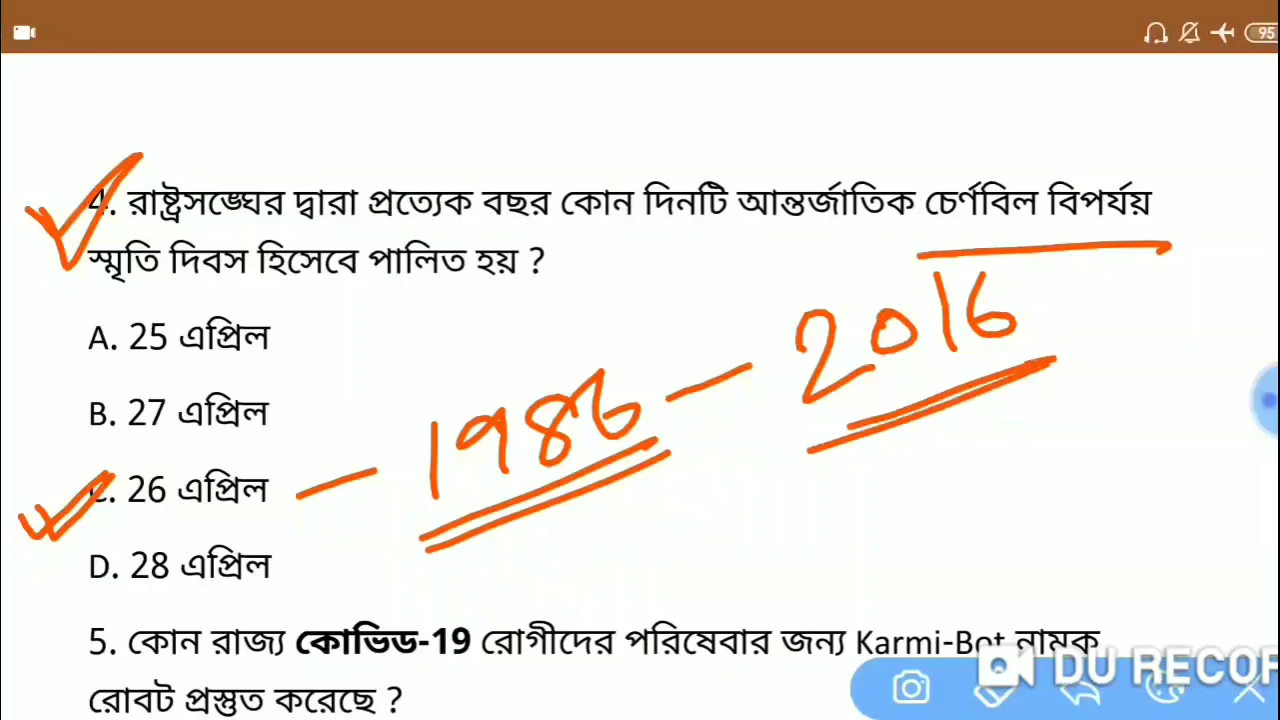 95
4. রাষ্ট্রসঙ্ঘের দ্বারা প্রত্যেক বছর কোন দিনটি আন্তর্জাতিক চের্ণবিল বিপর্যয়
স্মৃতি দিবস হিসেবে পালিত হয় ?
A. 25 এপ্রিল
B. 27 এপ্রিল
C. 26 এপ্রিল - 1986 - 2016
D. 28 এপ্রিল
5. কোন রাজ্য কোভিড-19 রোগীদের পরিষেবার জন্য Karmi-Bot নামক
রোবট প্রস্তুত করেছে ?
DU RECOR